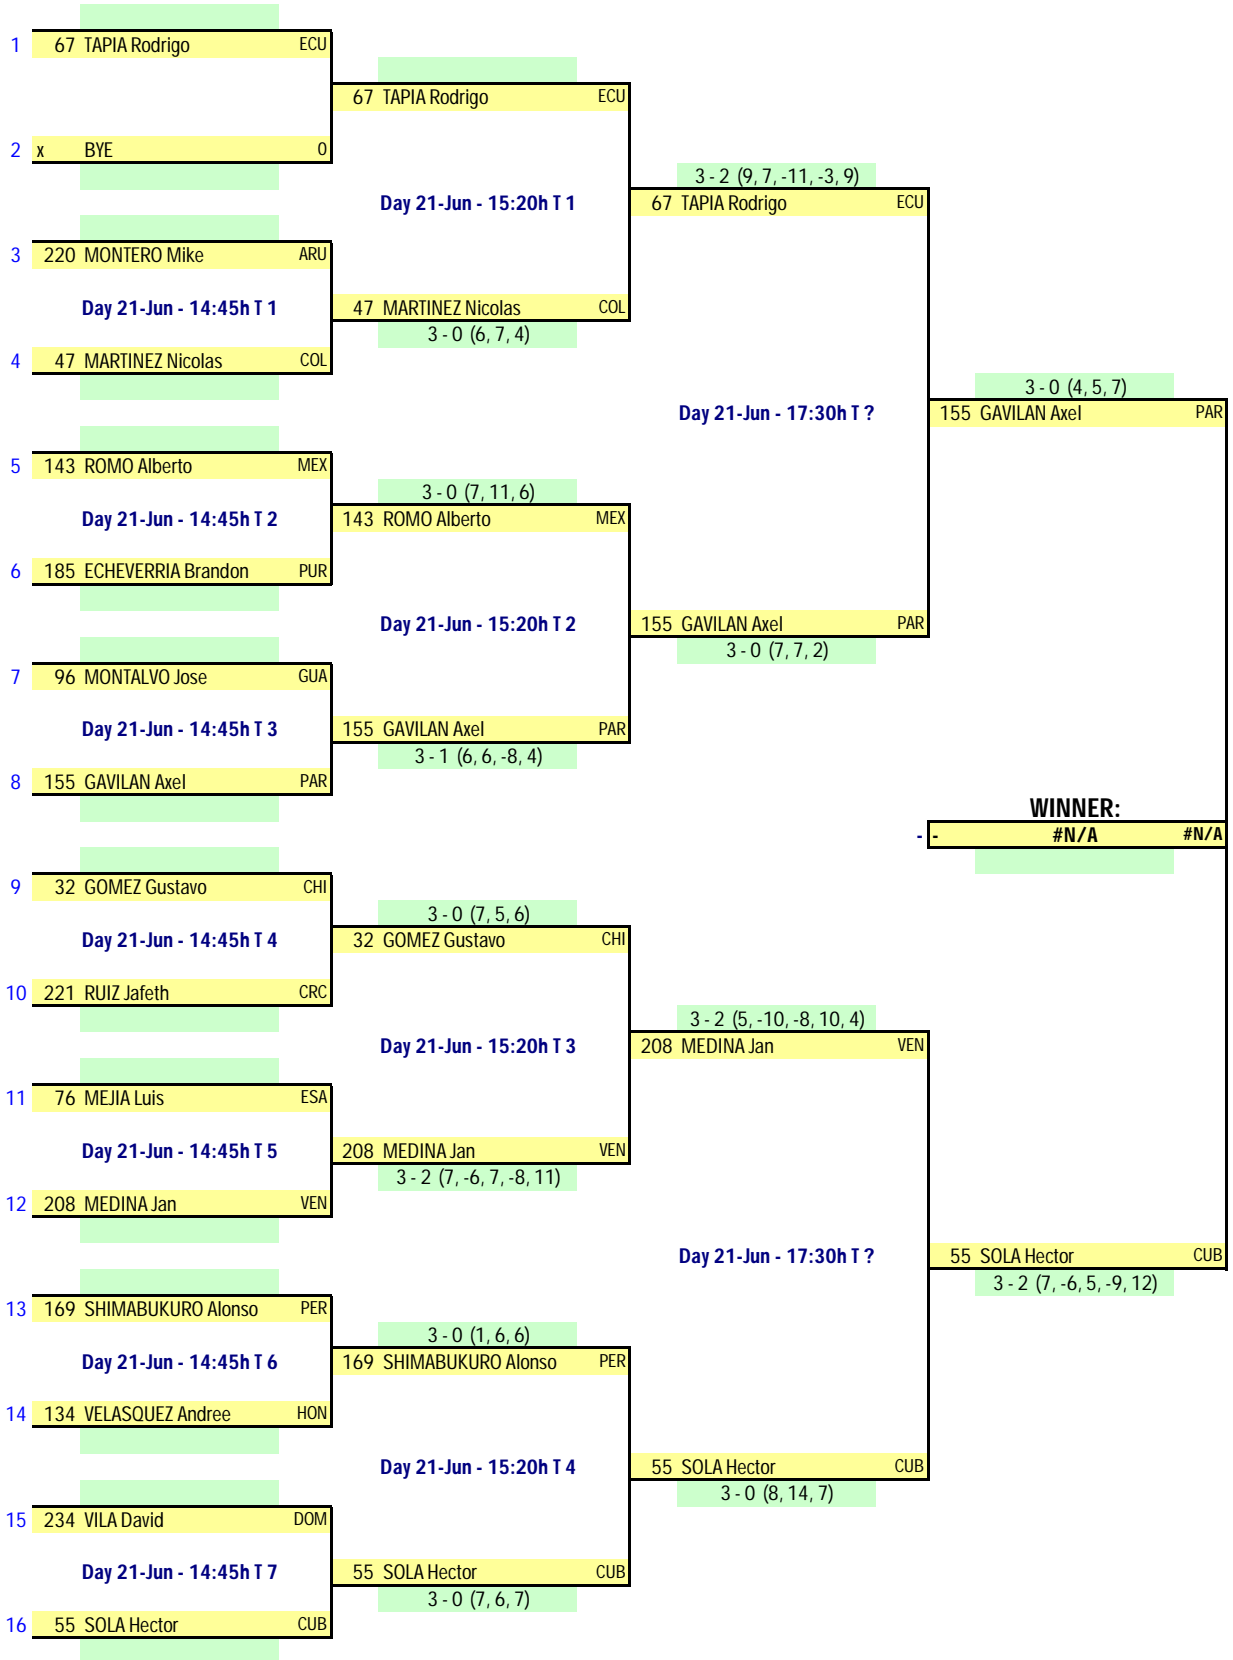 1 67 TAPIA Rodrigo ECU
67 TAPIA Rodrigo ECU
2 x BYE 0
3 - 2 (9, 7, -11, -3, 9)
Day 21-Jun - 15:20h T 1
67 TAPIA Rodrigo ECU
3 220 MONTERO Mike ARU
Day 21-Jun - 14:45h T 1
47 MARTINEZ Nicolas COL
3 - 0 (6, 7, 4)
4 47 MARTINEZ Nicolas COL
3 - 0 (4, 5, 7)
Day 21-Jun - 17:30h T ?
155 GAVILAN Axel PAR
5 143 ROMO Alberto MEX
3 - 0 (7, 11, 6)
Day 21-Jun - 14:45h T 2
143 ROMO Alberto MEX
6 185 ECHEVERRIA Brandon PUR
Day 21-Jun - 15:20h T 2
155 GAVILAN Axel PAR
3 - 0 (7, 7, 2)
7 96 MONTALVO Jose GUA
Day 21-Jun - 14:45h T 3
155 GAVILAN Axel PAR
3 - 1 (6, 6, -8, 4)
8 155 GAVILAN Axel PAR
WINNER:
- - #N/A #N/A
9 32 GOMEZ Gustavo CHI
3 - 0 (7, 5, 6)
Day 21-Jun - 14:45h T 4
32 GOMEZ Gustavo CHI
10 221 RUIZ Jafeth CRC
3 - 2 (5, -10, -8, 10, 4)
Day 21-Jun - 15:20h T 3
208 MEDINA Jan VEN
11 76 MEJIA Luis ESA
Day 21-Jun - 14:45h T 5
208 MEDINA Jan VEN
3 - 2 (7, -6, 7, -8, 11)
12 208 MEDINA Jan VEN
Day 21-Jun - 17:30h T ?
55 SOLA Hector CUB
3 - 2 (7, -6, 5, -9, 12)
13 169 SHIMABUKURO Alonso PER
3 - 0 (1, 6, 6)
Day 21-Jun - 14:45h T 6
169 SHIMABUKURO Alonso PER
14 134 VELASQUEZ Andree HON
Day 21-Jun - 15:20h T 4
55 SOLA Hector CUB
3 - 0 (8, 14, 7)
15 234 VILA David DOM
Day 21-Jun - 14:45h T 7
55 SOLA Hector CUB
3 - 0 (7, 6, 7)
16 55 SOLA Hector CUB